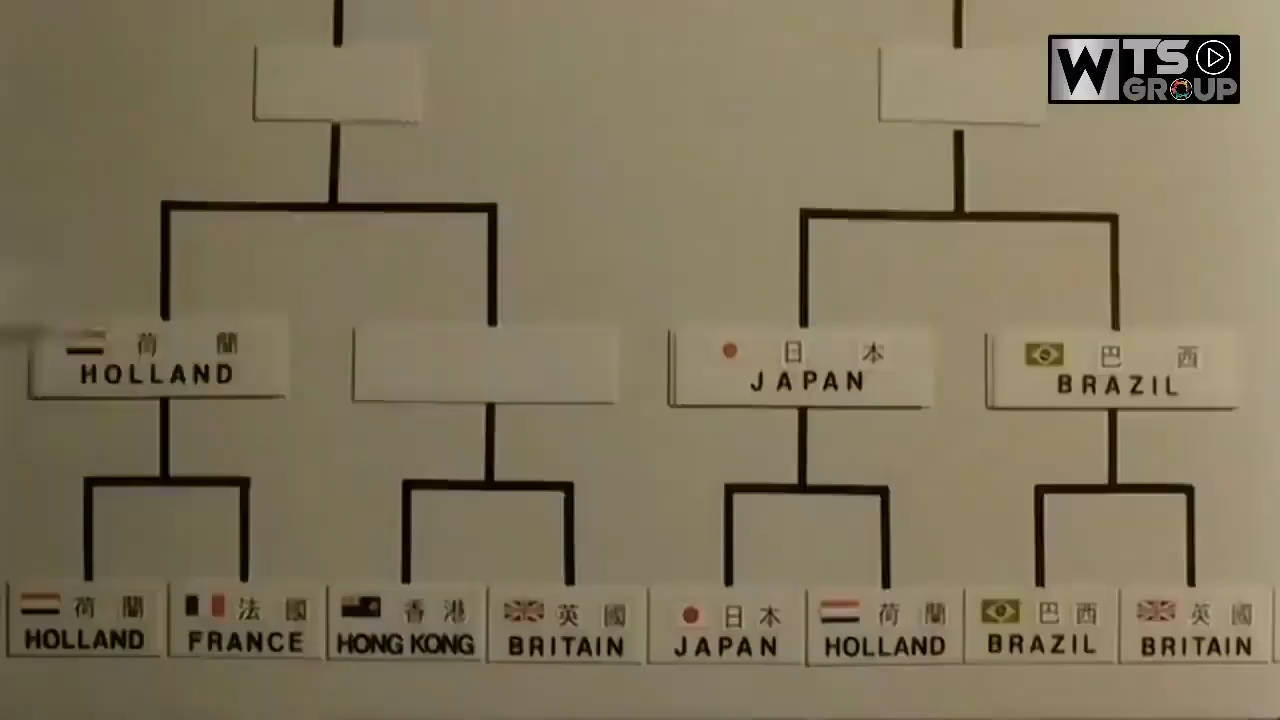 WTS
GROUP
荷 蘭
HOLLAND
日 本
JAPAN
巴 西
BRAZIL
荷 蘭
HOLLAND
法 國
FRANCE
香 港
HONG KONG
英 國
BRITAIN
日 本
JAPAN
荷 蘭
HOLLAND
巴 西
BRAZIL
英 國
BRITAIN